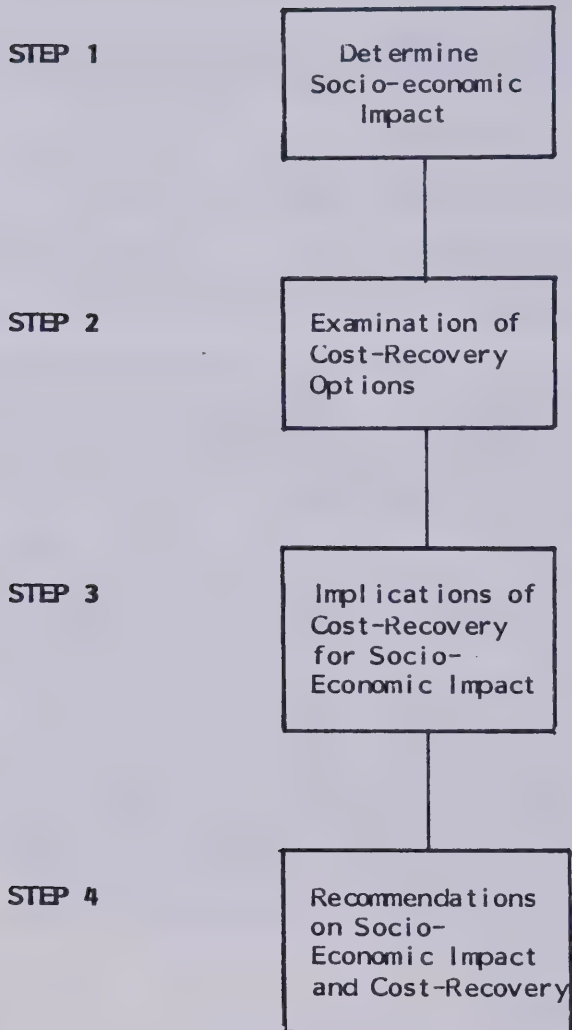 STEP 1
Determine
Socio-economic
Impact
STEP 2
Examination of
Cost-Recovery
Options
STEP 3
Implications of
Cost-Recovery
for Socio-
Economic Impact
STEP 4
Recommendations
on Socio-
Economic Impact
and Cost-Recovery